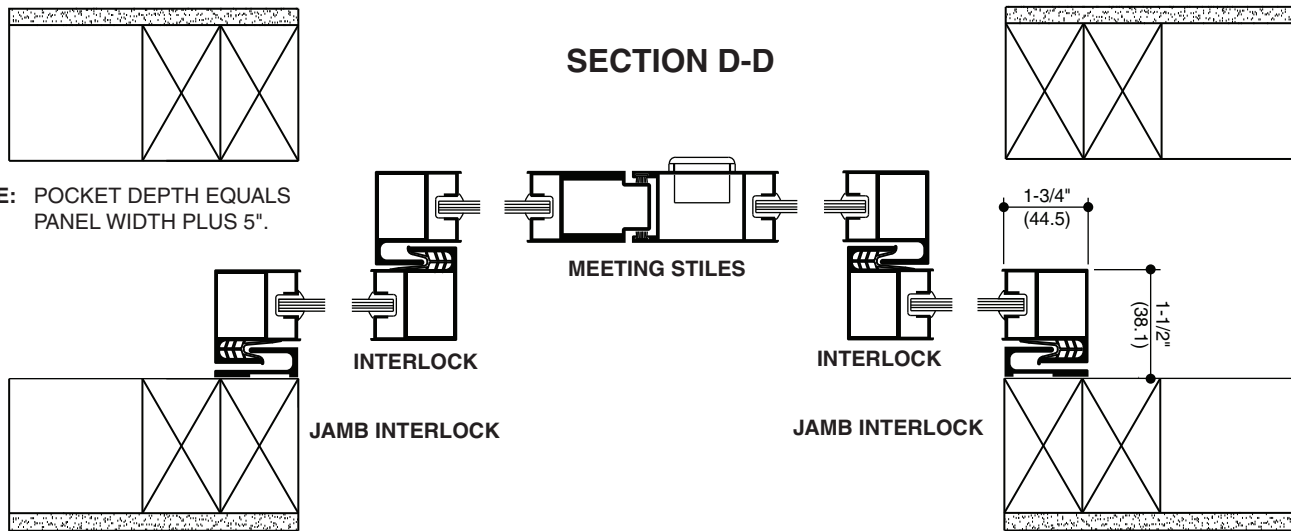 SECTION D-D
E: POCKET DEPTH EQUALS
PANEL WIDTH PLUS 5".
1-3/4"
(44.5)
MEETING STILES
1-1/2"
(38.1)
INTERLOCK
INTERLOCK
JAMB INTERLOCK
JAMB INTERLOCK